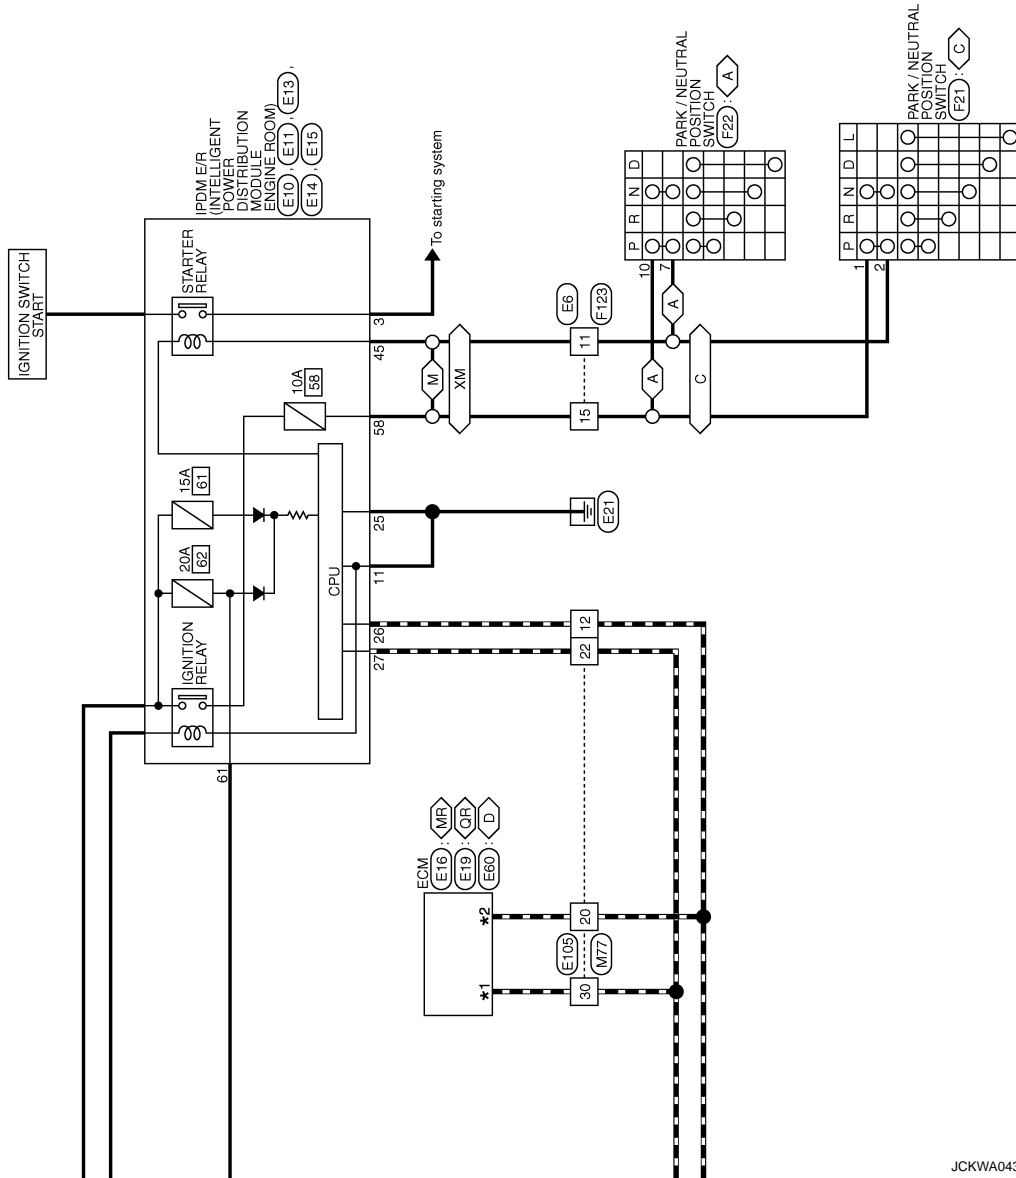 IGNITION SWITCH
START
IPDM E/R
(INTELLIGENT
POWER
DISTRIBUTION
MODULE
ENGINE ROOM)
E10 , E11 , E13 ,
E14 , E15
STARTER
RELAY
3
To starting system
45
10A
58
58
M
XM
E6
F123
11
15
A
A
C
PARK / NEUTRAL
POSITION
SWITCH
F22 : A
P R N D
10
7
PARK / NEUTRAL
POSITION
SWITCH
F21 : C
P R N D L
1
2
15A
61
20A
62
CPU
25
11
E21
26
27
12
22
IGNITION
RELAY
61
ECM
E16 : MR
E19 : QR
E60 : D
*2
*1
20
30
E105
M77
JCKWA043